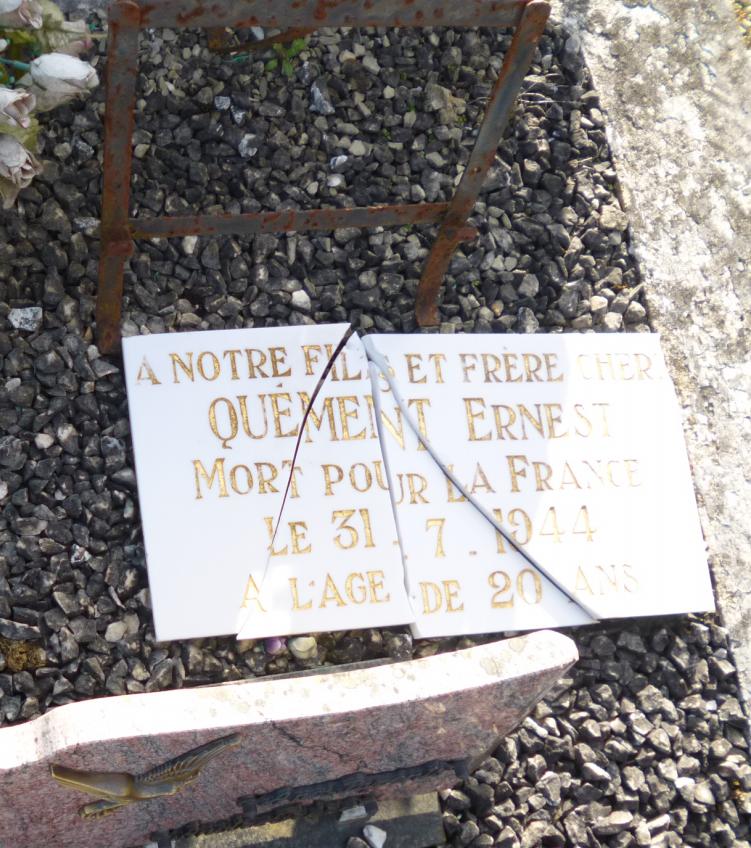 A NOTRE FILS ET FRÈRE CHERI
QUÉMENT ERNEST
MORT POUR LA FRANCE
LE 31 . 7 . 1944
A L'AGE DE 20 ANS